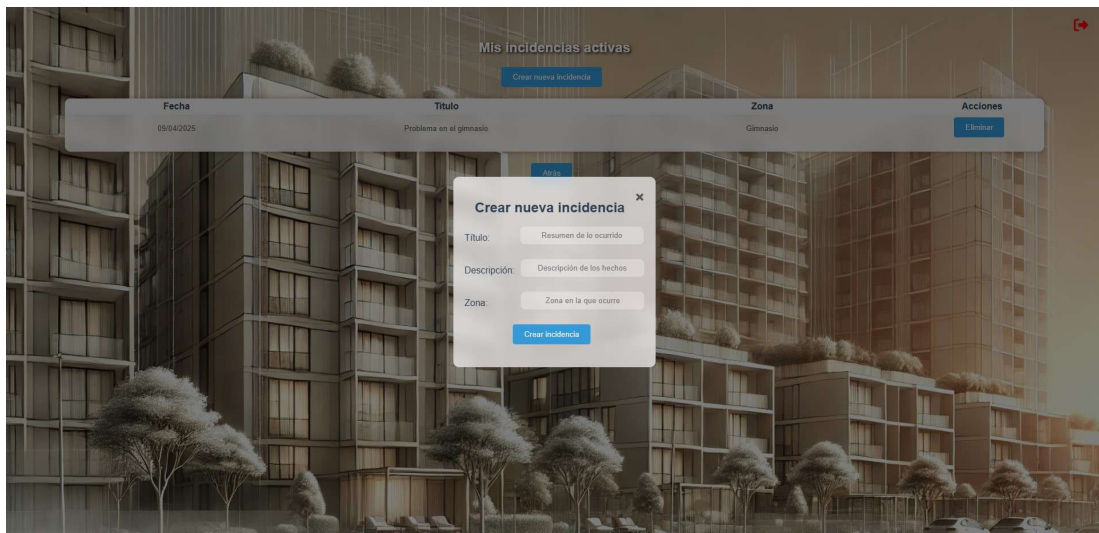 Mis incidencias activas
Crear nueva incidencia
Fecha Título Zona Acciones
09/04/2025 Problema en el gimnasio Gimnasio Eliminar
Atrás
Crear nueva incidencia ×
Título: Resumen de lo ocurrido
Descripción: Descripción de los hechos
Zona: Zona en la que ocurre
Crear incidencia